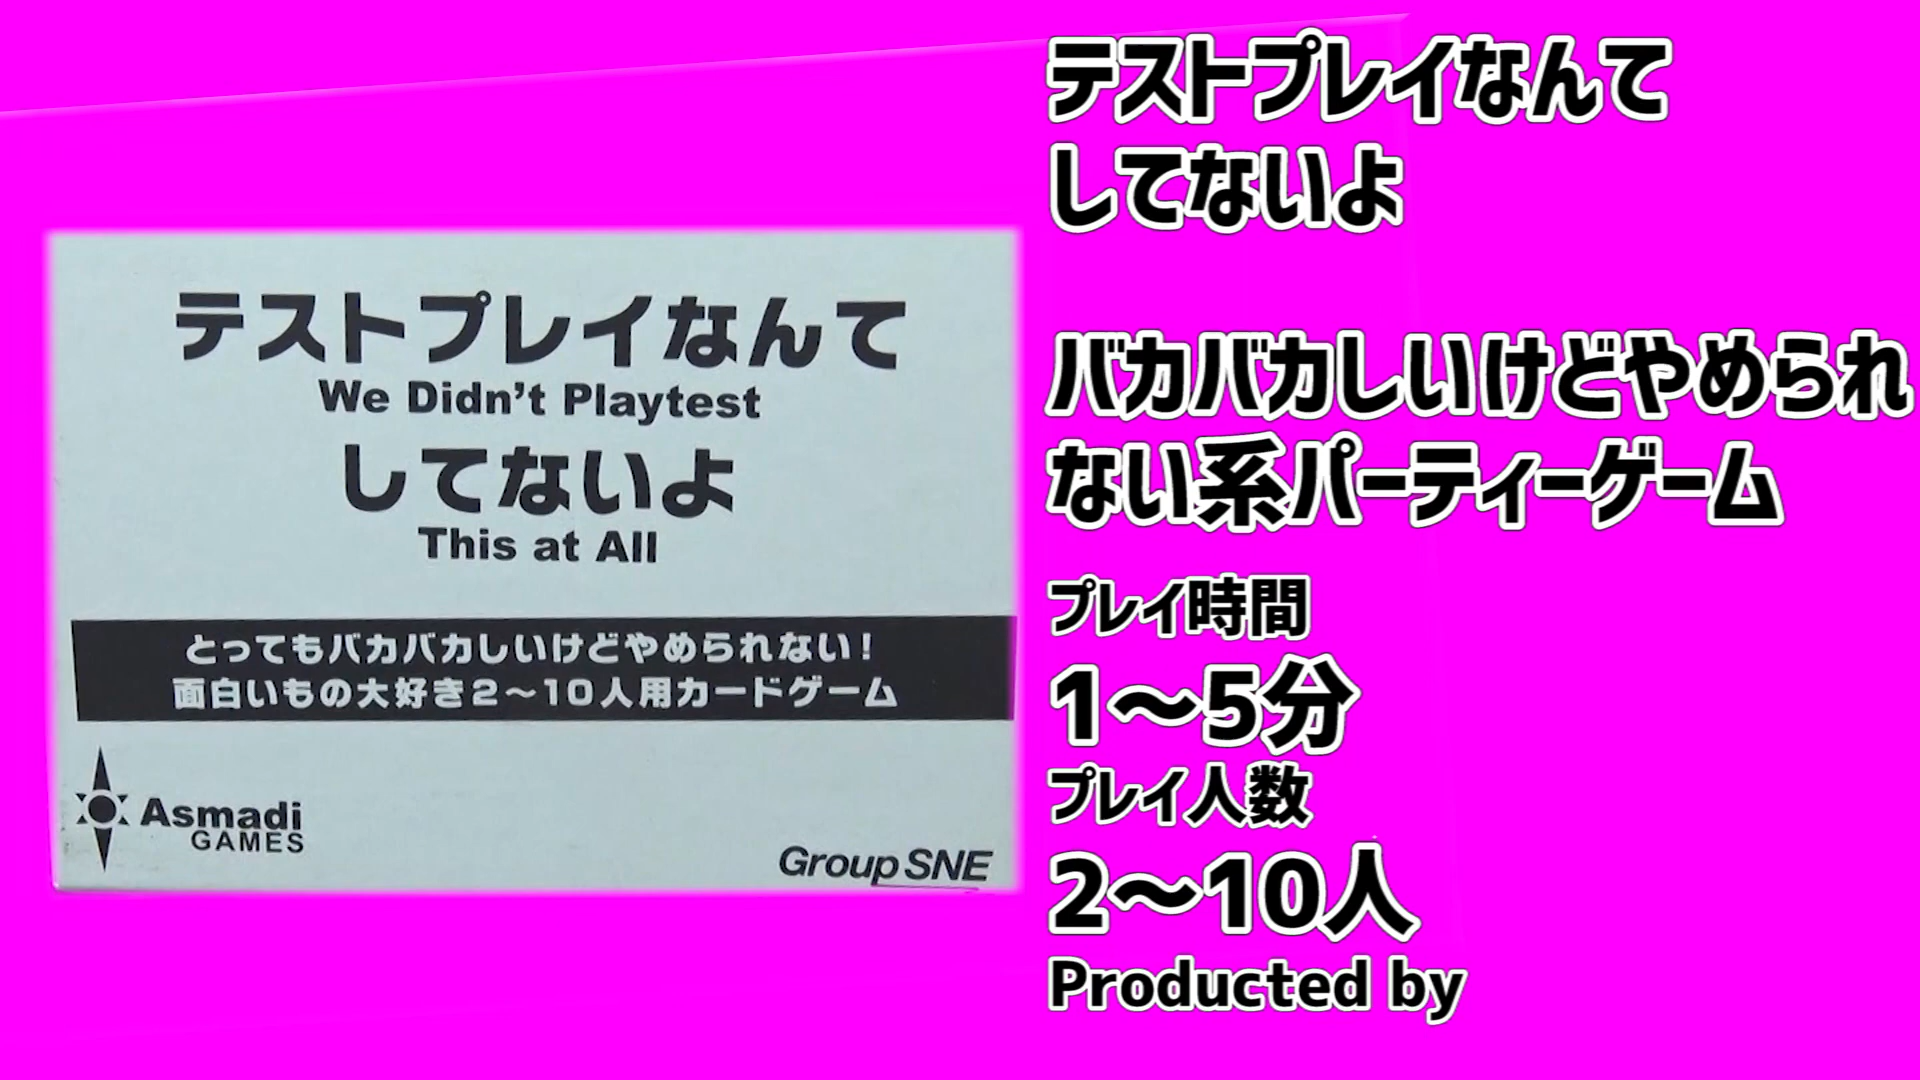 テストプレイなんて
We Didn't Playtest
してないよ
This at All
とってもバカバカしいけどやめられない！
面白いもの大好き2～10人用カードゲーム
Asmadi
GAMES
Group SNE
テストプレイなんて
してないよ
バカバカしいけどやめられ
ない系パーティーゲーム
プレイ時間
1～5分
プレイ人数
2～10人
Producted by